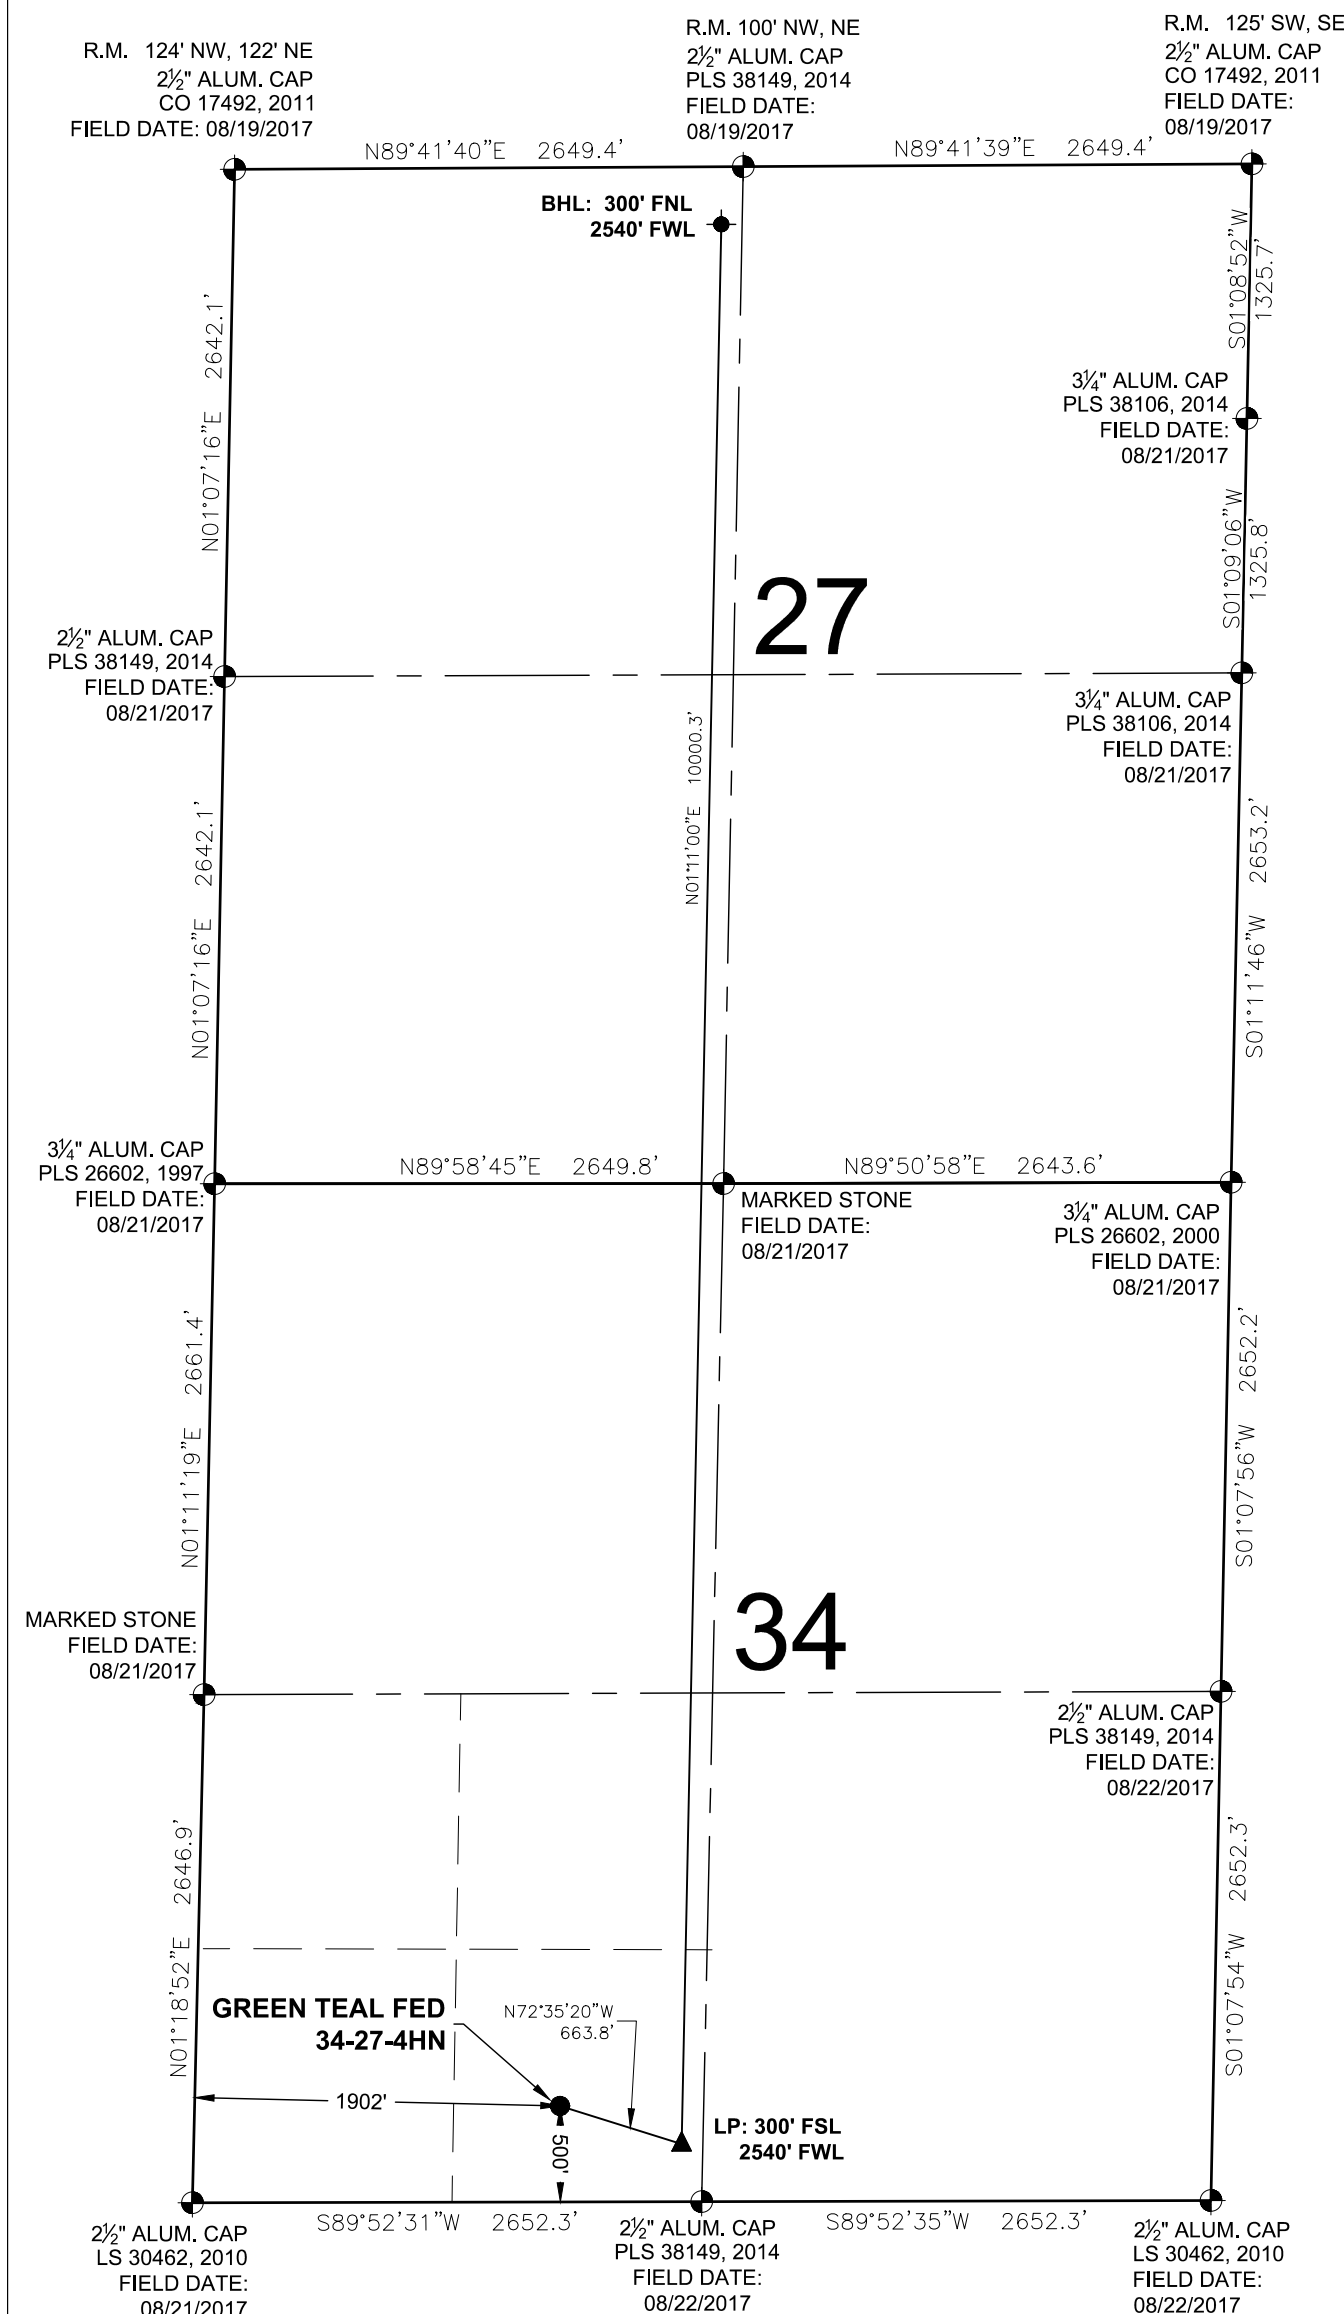 R.M. 124' NW, 122' NE
2½" ALUM. CAP
CO 17492, 2011
FIELD DATE: 08/19/2017
R.M. 100' NW, NE
2½" ALUM. CAP
PLS 38149, 2014
FIELD DATE:
08/19/2017
R.M. 125' SW, SE
2½" ALUM. CAP
CO 17492, 2011
FIELD DATE:
08/19/2017
N89°41'40"E 2649.4'
N89°41'39"E 2649.4'
BHL: 300' FNL
2540' FWL
N01°07'16"E 2642.1'
S01°08'52"W
1325.7'
3¼" ALUM. CAP
PLS 38106, 2014
FIELD DATE:
08/21/2017
S01°09'06"W
1325.8'
27
2½" ALUM. CAP
PLS 38149, 2014
FIELD DATE:
08/21/2017
3¼" ALUM. CAP
PLS 38106, 2014
FIELD DATE:
08/21/2017
N01°11'00"E 10000.3'
N01°07'16"E 2642.1'
S01°11'46"W 2653.2'
3¼" ALUM. CAP
PLS 26602, 1997
FIELD DATE:
08/21/2017
N89°58'45"E 2649.8'
N89°50'58"E 2643.6'
MARKED STONE
FIELD DATE:
08/21/2017
3¼" ALUM. CAP
PLS 26602, 2000
FIELD DATE:
08/21/2017
N01°11'19"E 2661.4'
S01°07'56"W 2652.2'
34
MARKED STONE
FIELD DATE:
08/21/2017
2½" ALUM. CAP
PLS 38149, 2014
FIELD DATE:
08/22/2017
N01°18'52"E 2646.9'
S01°07'54"W 2652.3'
GREEN TEAL FED
34-27-4HN
N72°35'20"W
663.8'
1902'
500'
LP: 300' FSL
2540' FWL
S89°52'31"W 2652.3'
S89°52'35"W 2652.3'
2½" ALUM. CAP
LS 30462, 2010
FIELD DATE:
08/21/2017
2½" ALUM. CAP
PLS 38149, 2014
FIELD DATE:
08/22/2017
2½" ALUM. CAP
LS 30462, 2010
FIELD DATE:
08/22/2017